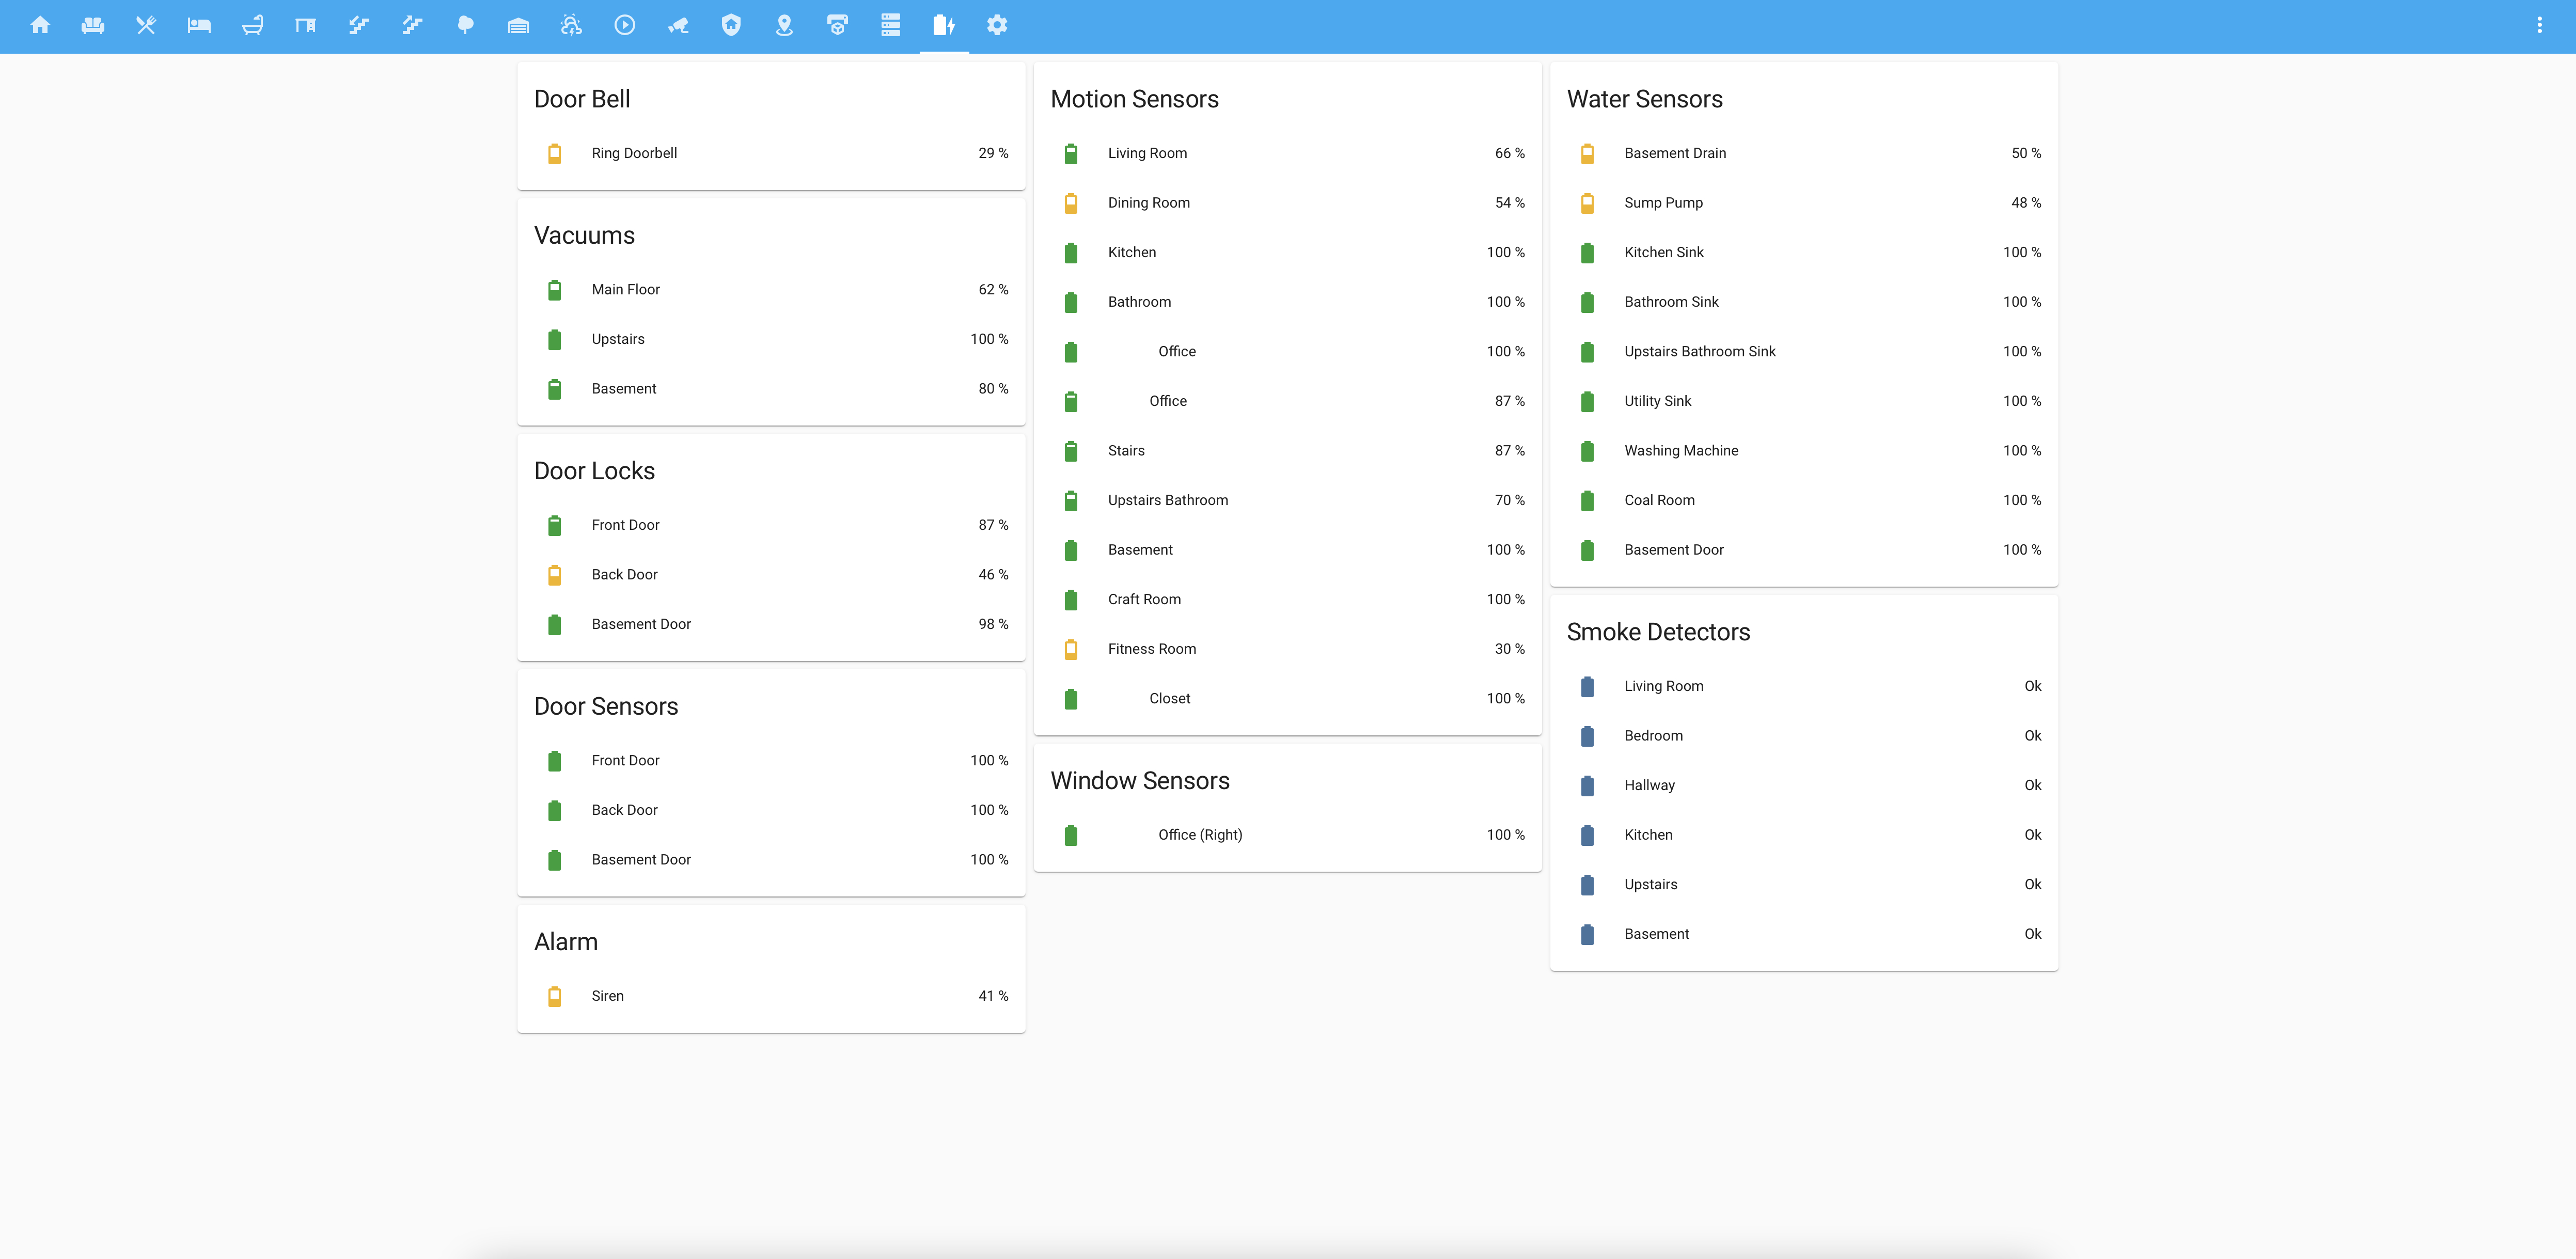 Door Bell
Ring Doorbell 29 %
Vacuums
Main Floor 62 %
Upstairs 100 %
Basement 80 %
Door Locks
Front Door 87 %
Back Door 46 %
Basement Door 98 %
Door Sensors
Front Door 100 %
Back Door 100 %
Basement Door 100 %
Alarm
Siren 41 %
Motion Sensors
Living Room 66 %
Dining Room 54 %
Kitchen 100 %
Bathroom 100 %
Office 100 %
Office 87 %
Stairs 87 %
Upstairs Bathroom 70 %
Basement 100 %
Craft Room 100 %
Fitness Room 30 %
Closet 100 %
Window Sensors
Office (Right) 100 %
Water Sensors
Basement Drain 50 %
Sump Pump 48 %
Kitchen Sink 100 %
Bathroom Sink 100 %
Upstairs Bathroom Sink 100 %
Utility Sink 100 %
Washing Machine 100 %
Coal Room 100 %
Basement Door 100 %
Smoke Detectors
Living Room Ok
Bedroom Ok
Hallway Ok
Kitchen Ok
Upstairs Ok
Basement Ok